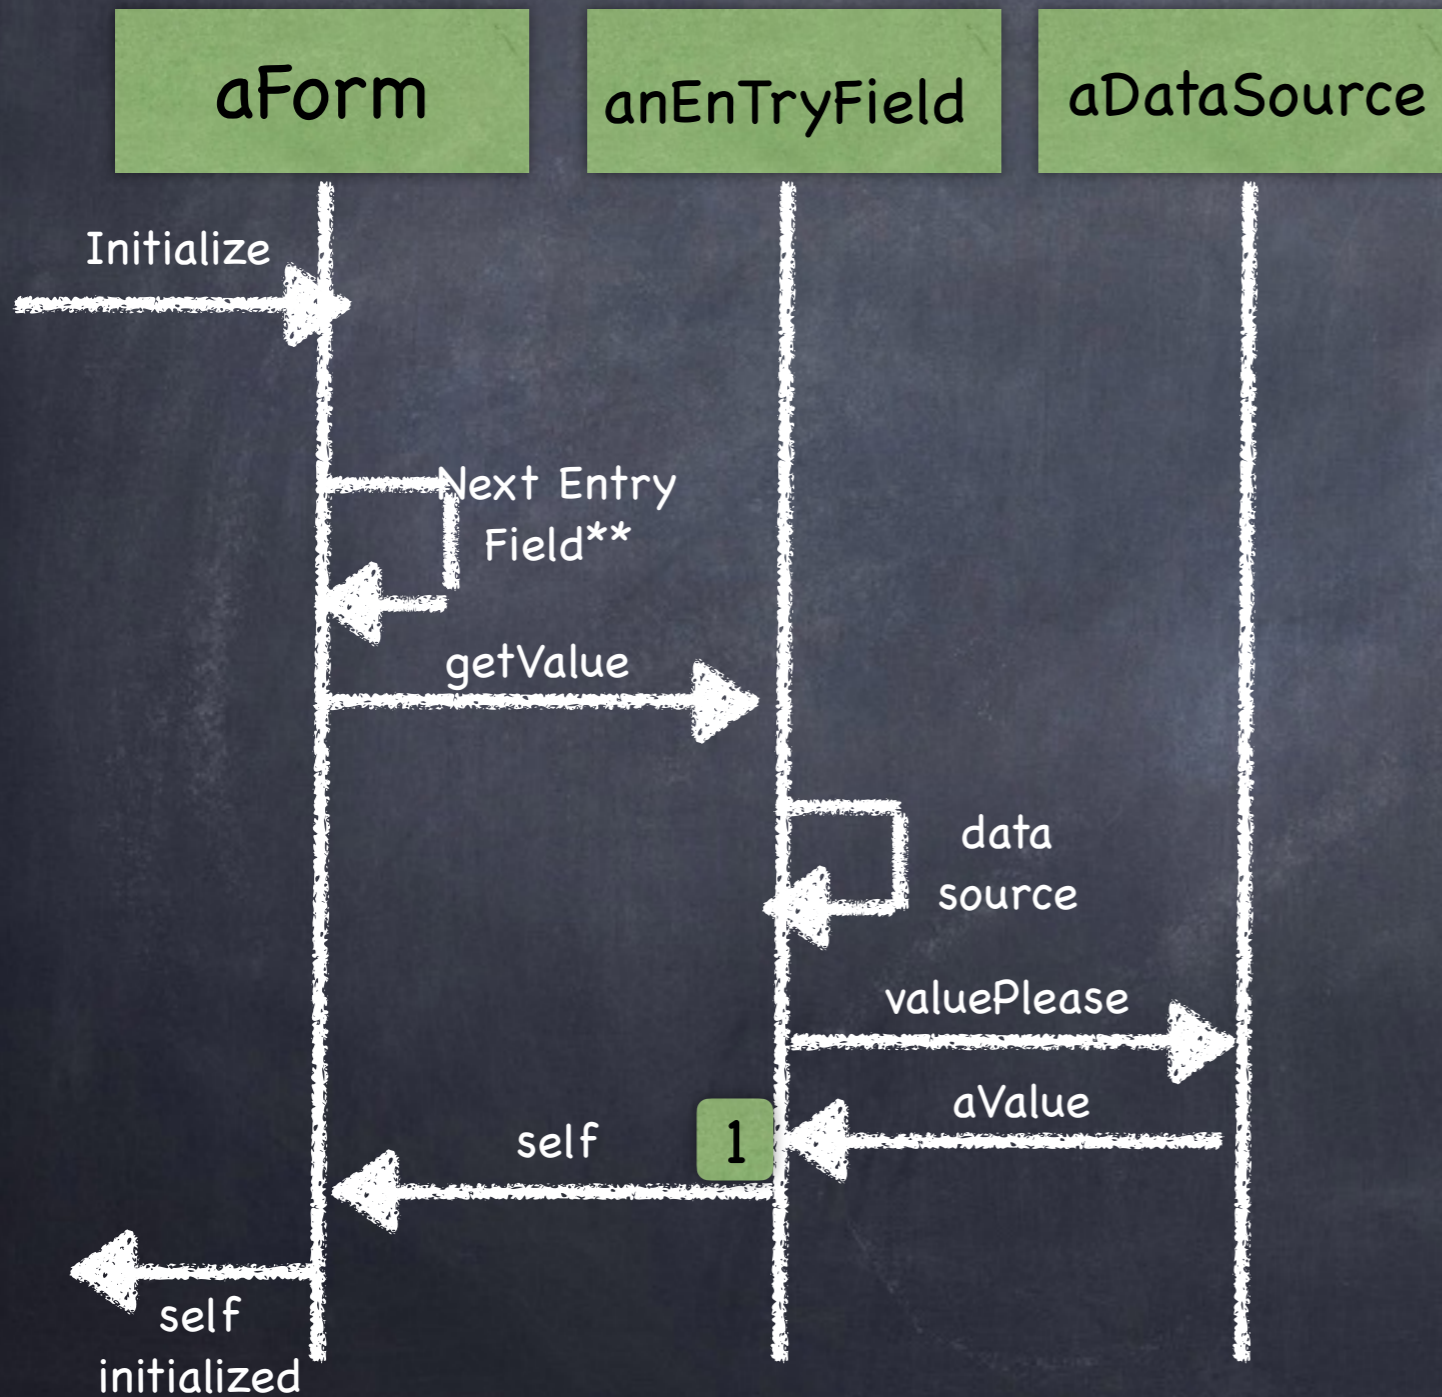 aForm
anEnTryField
aDataSource
Initialize
Next Entry
Field**
getValue
data
source
valuePlease
aValue
self
1
self
initialized